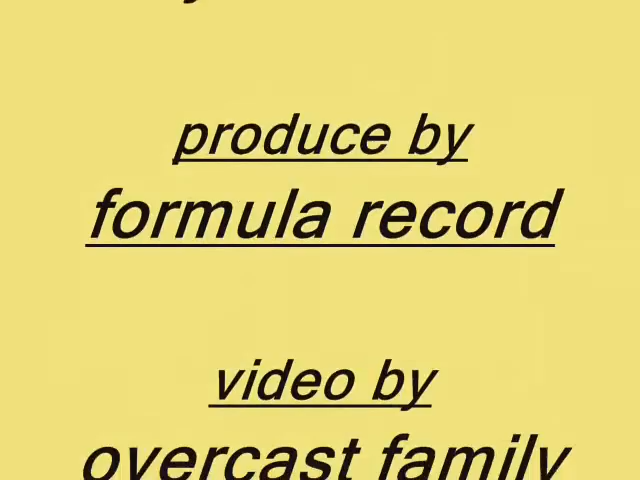 produce by
formula record
video by
overcast family